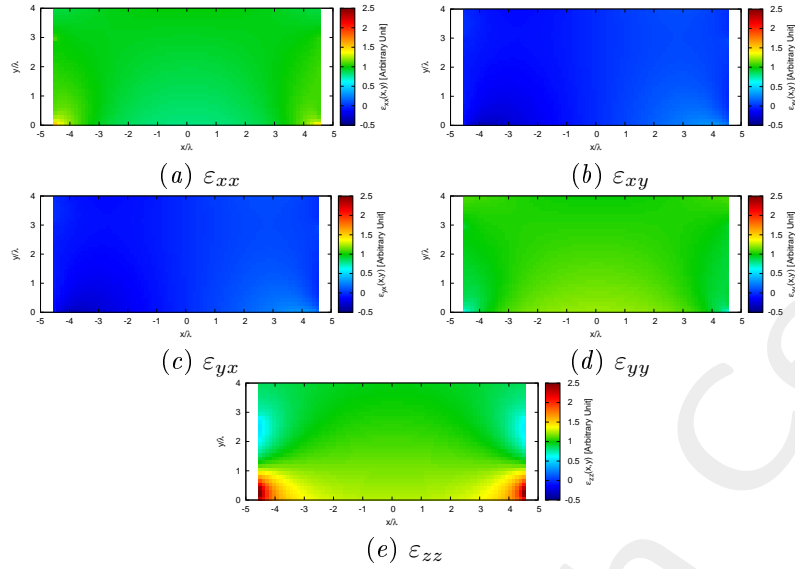 4
3
2
1
0
y/λ
-5 -4 -3 -2 -1 0 1 2 3 4 5
x/λ
2.5
2
1.5
1
0.5
0
-0.5
ε_xx(x,y) [Arbitrary Unit]
(a) ε_xx
4
3
2
1
0
y/λ
-5 -4 -3 -2 -1 0 1 2 3 4 5
x/λ
2.5
2
1.5
1
0.5
0
-0.5
ε_xy(x,y) [Arbitrary Unit]
(b) ε_xy
4
3
2
1
0
y/λ
-5 -4 -3 -2 -1 0 1 2 3 4 5
x/λ
2.5
2
1.5
1
0.5
0
-0.5
ε_yx(x,y) [Arbitrary Unit]
(c) ε_yx
4
3
2
1
0
y/λ
-5 -4 -3 -2 -1 0 1 2 3 4 5
x/λ
2.5
2
1.5
1
0.5
0
-0.5
ε_yy(x,y) [Arbitrary Unit]
(d) ε_yy
4
3
2
1
0
y/λ
-5 -4 -3 -2 -1 0 1 2 3 4 5
x/λ
2.5
2
1.5
1
0.5
0
-0.5
ε_zz(x,y) [Arbitrary Unit]
(e) ε_zz